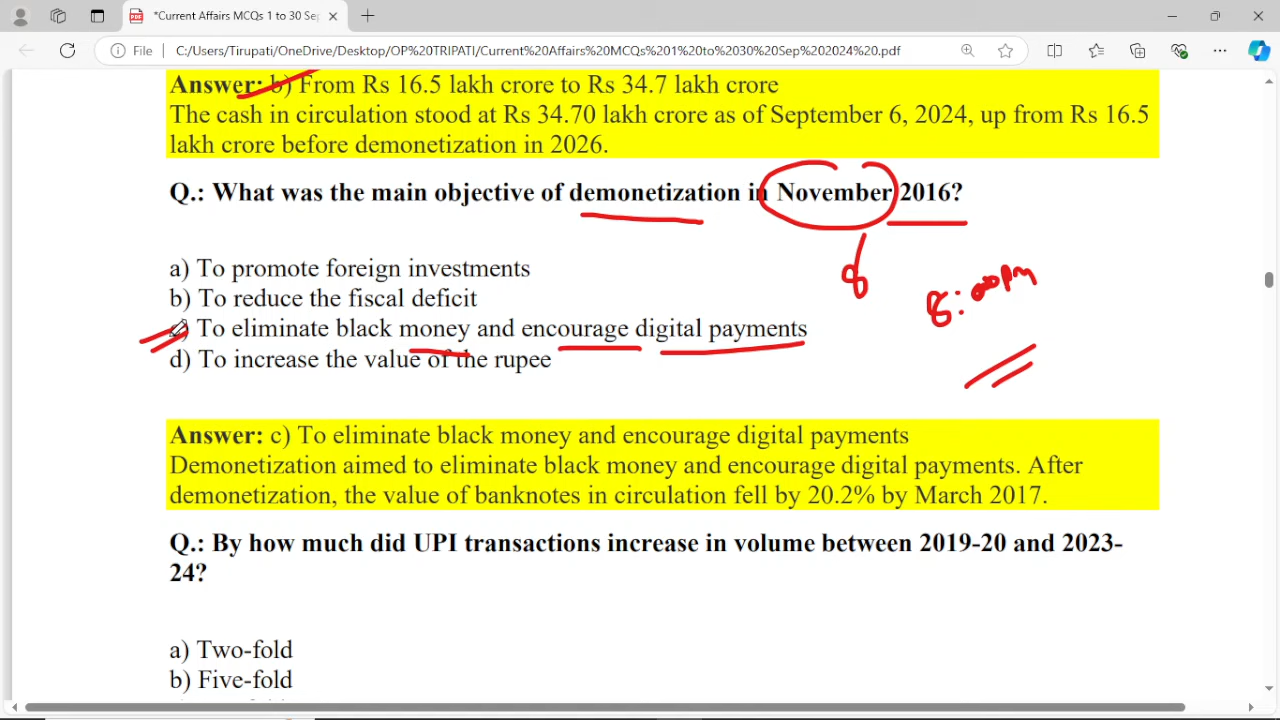 *Current Affairs MCQs 1 to 30 Sep
File C:/Users/Tirupati/OneDrive/Desktop/OP%20TRIPATI/Current%20Affairs%20MCQs%201%20to%2030%20Sep%202024%20.pdf
Answer: b) From Rs 16.5 lakh crore to Rs 34.7 lakh crore
The cash in circulation stood at Rs 34.70 lakh crore as of September 6, 2024, up from Rs 16.5
lakh crore before demonetization in 2026.
Q.: What was the main objective of demonetization in November 2016?
a) To promote foreign investments
8
8:00PM
b) To reduce the fiscal deficit
c) To eliminate black money and encourage digital payments
d) To increase the value of the rupee
Answer: c) To eliminate black money and encourage digital payments
Demonetization aimed to eliminate black money and encourage digital payments. After
demonetization, the value of banknotes in circulation fell by 20.2% by March 2017.
Q.: By how much did UPI transactions increase in volume between 2019-20 and 2023-
24?
a) Two-fold
b) Five-fold